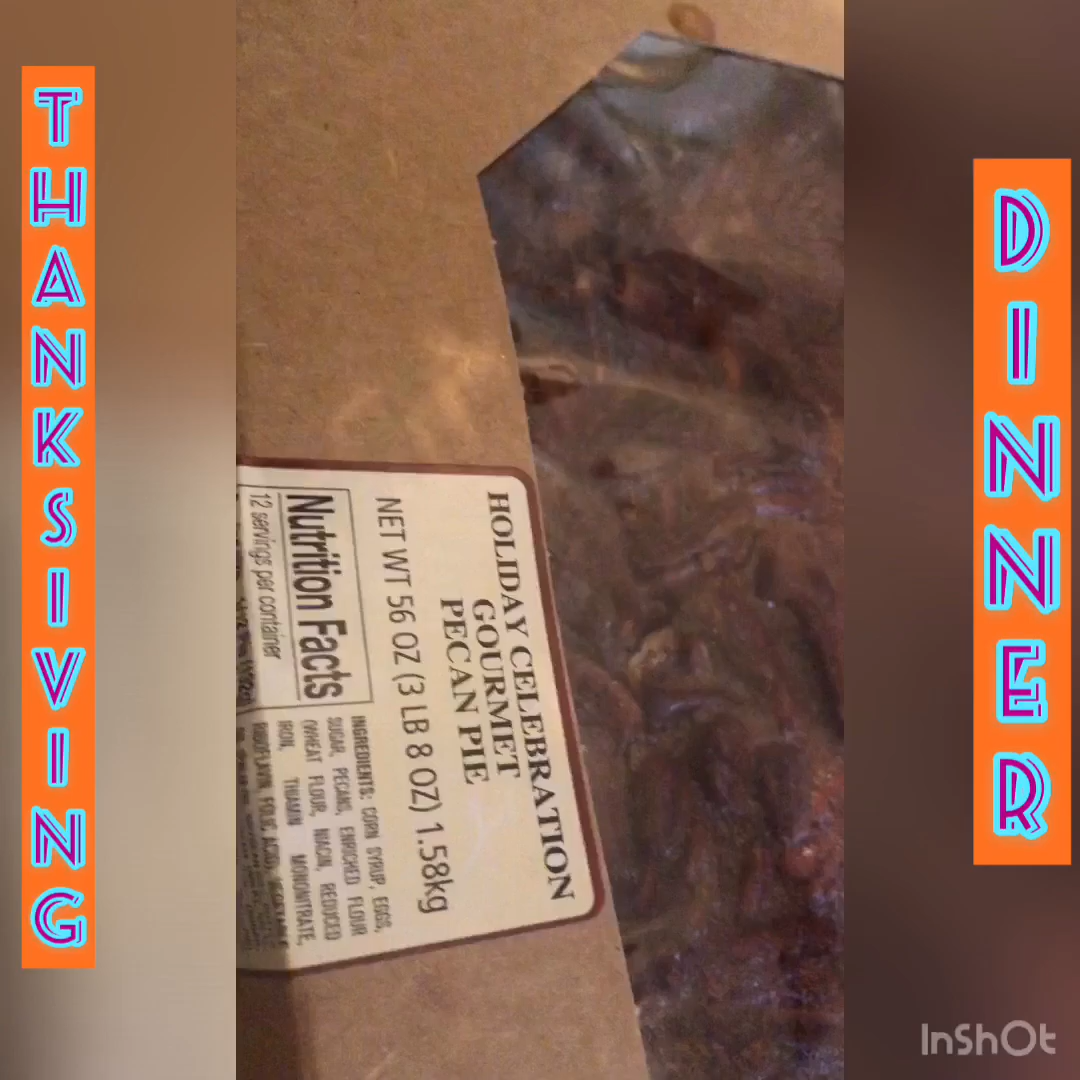 THANKSIVING
HOLIDAY CELEBRATION
GOURMET
PECAN PIE
NET WT 56 OZ (3 LB 8 OZ) 1.58kg
Nutrition Facts
12 servings per container
INGREDIENTS: CORN SYRUP, EGGS,
SUGAR, PECANS, ENRICHED FLOUR
(WHEAT FLOUR, NIACIN, REDUCED
IRON, THIAMIN MONONITRATE,
RIBOFLAVIN, FOLIC ACID), VEGETABLE
DINNER
InShOt